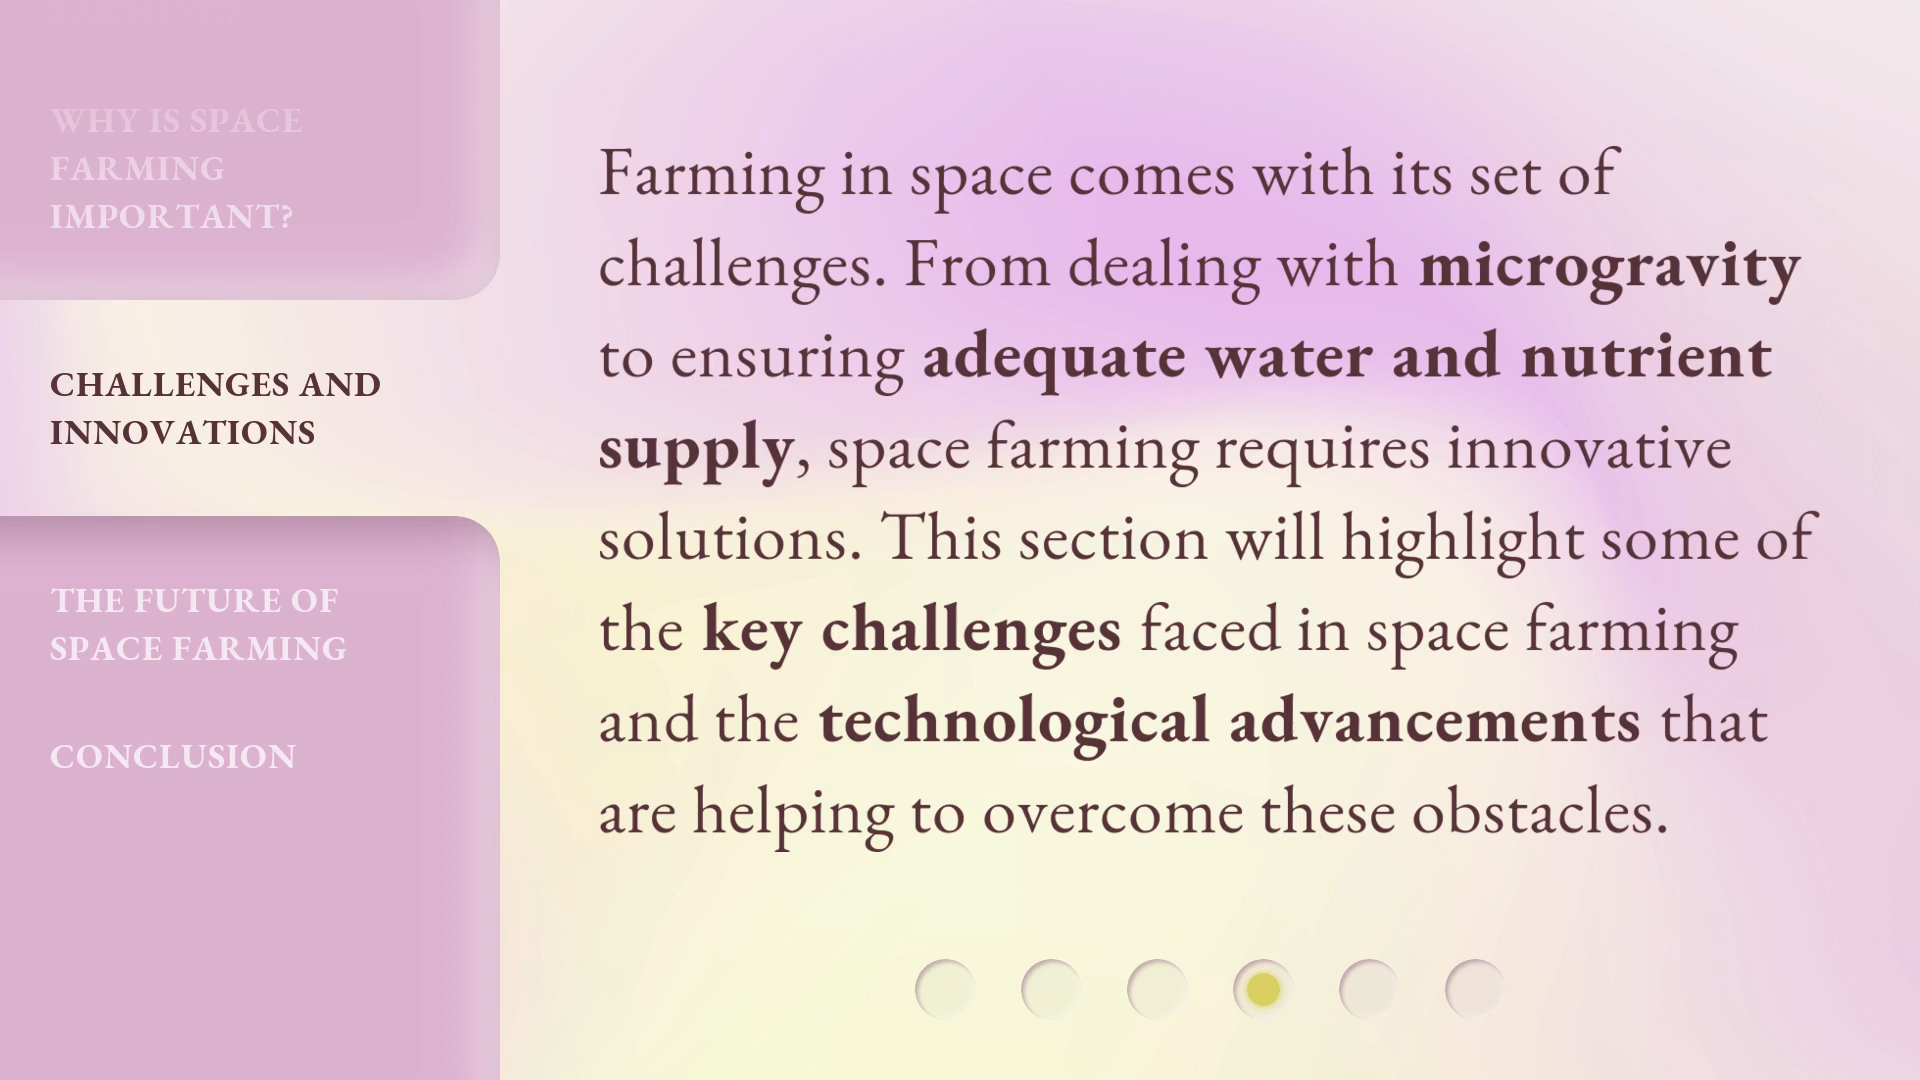 WHY IS SPACE
FARMING
IMPORTANT?
CHALLENGES AND
INNOVATIONS
THE FUTURE OF
SPACE FARMING
CONCLUSION
Farming in space comes with its set of
challenges. From dealing with microgravity
to ensuring adequate water and nutrient
supply, space farming requires innovative
solutions. This section will highlight some of
the key challenges faced in space farming
and the technological advancements that
are helping to overcome these obstacles.